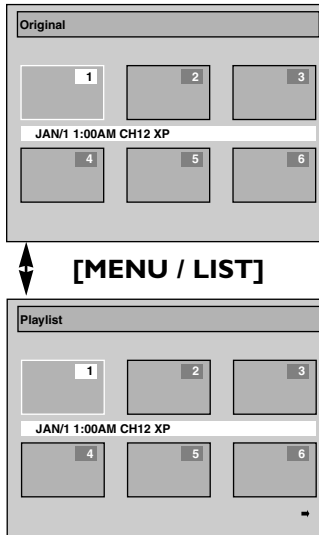 Original
1 2 3
JAN/1 1:00AM CH12 XP
4 5 6
[MENU / LIST]
Playlist
1 2 3
JAN/1 1:00AM CH12 XP
4 5 6
➡